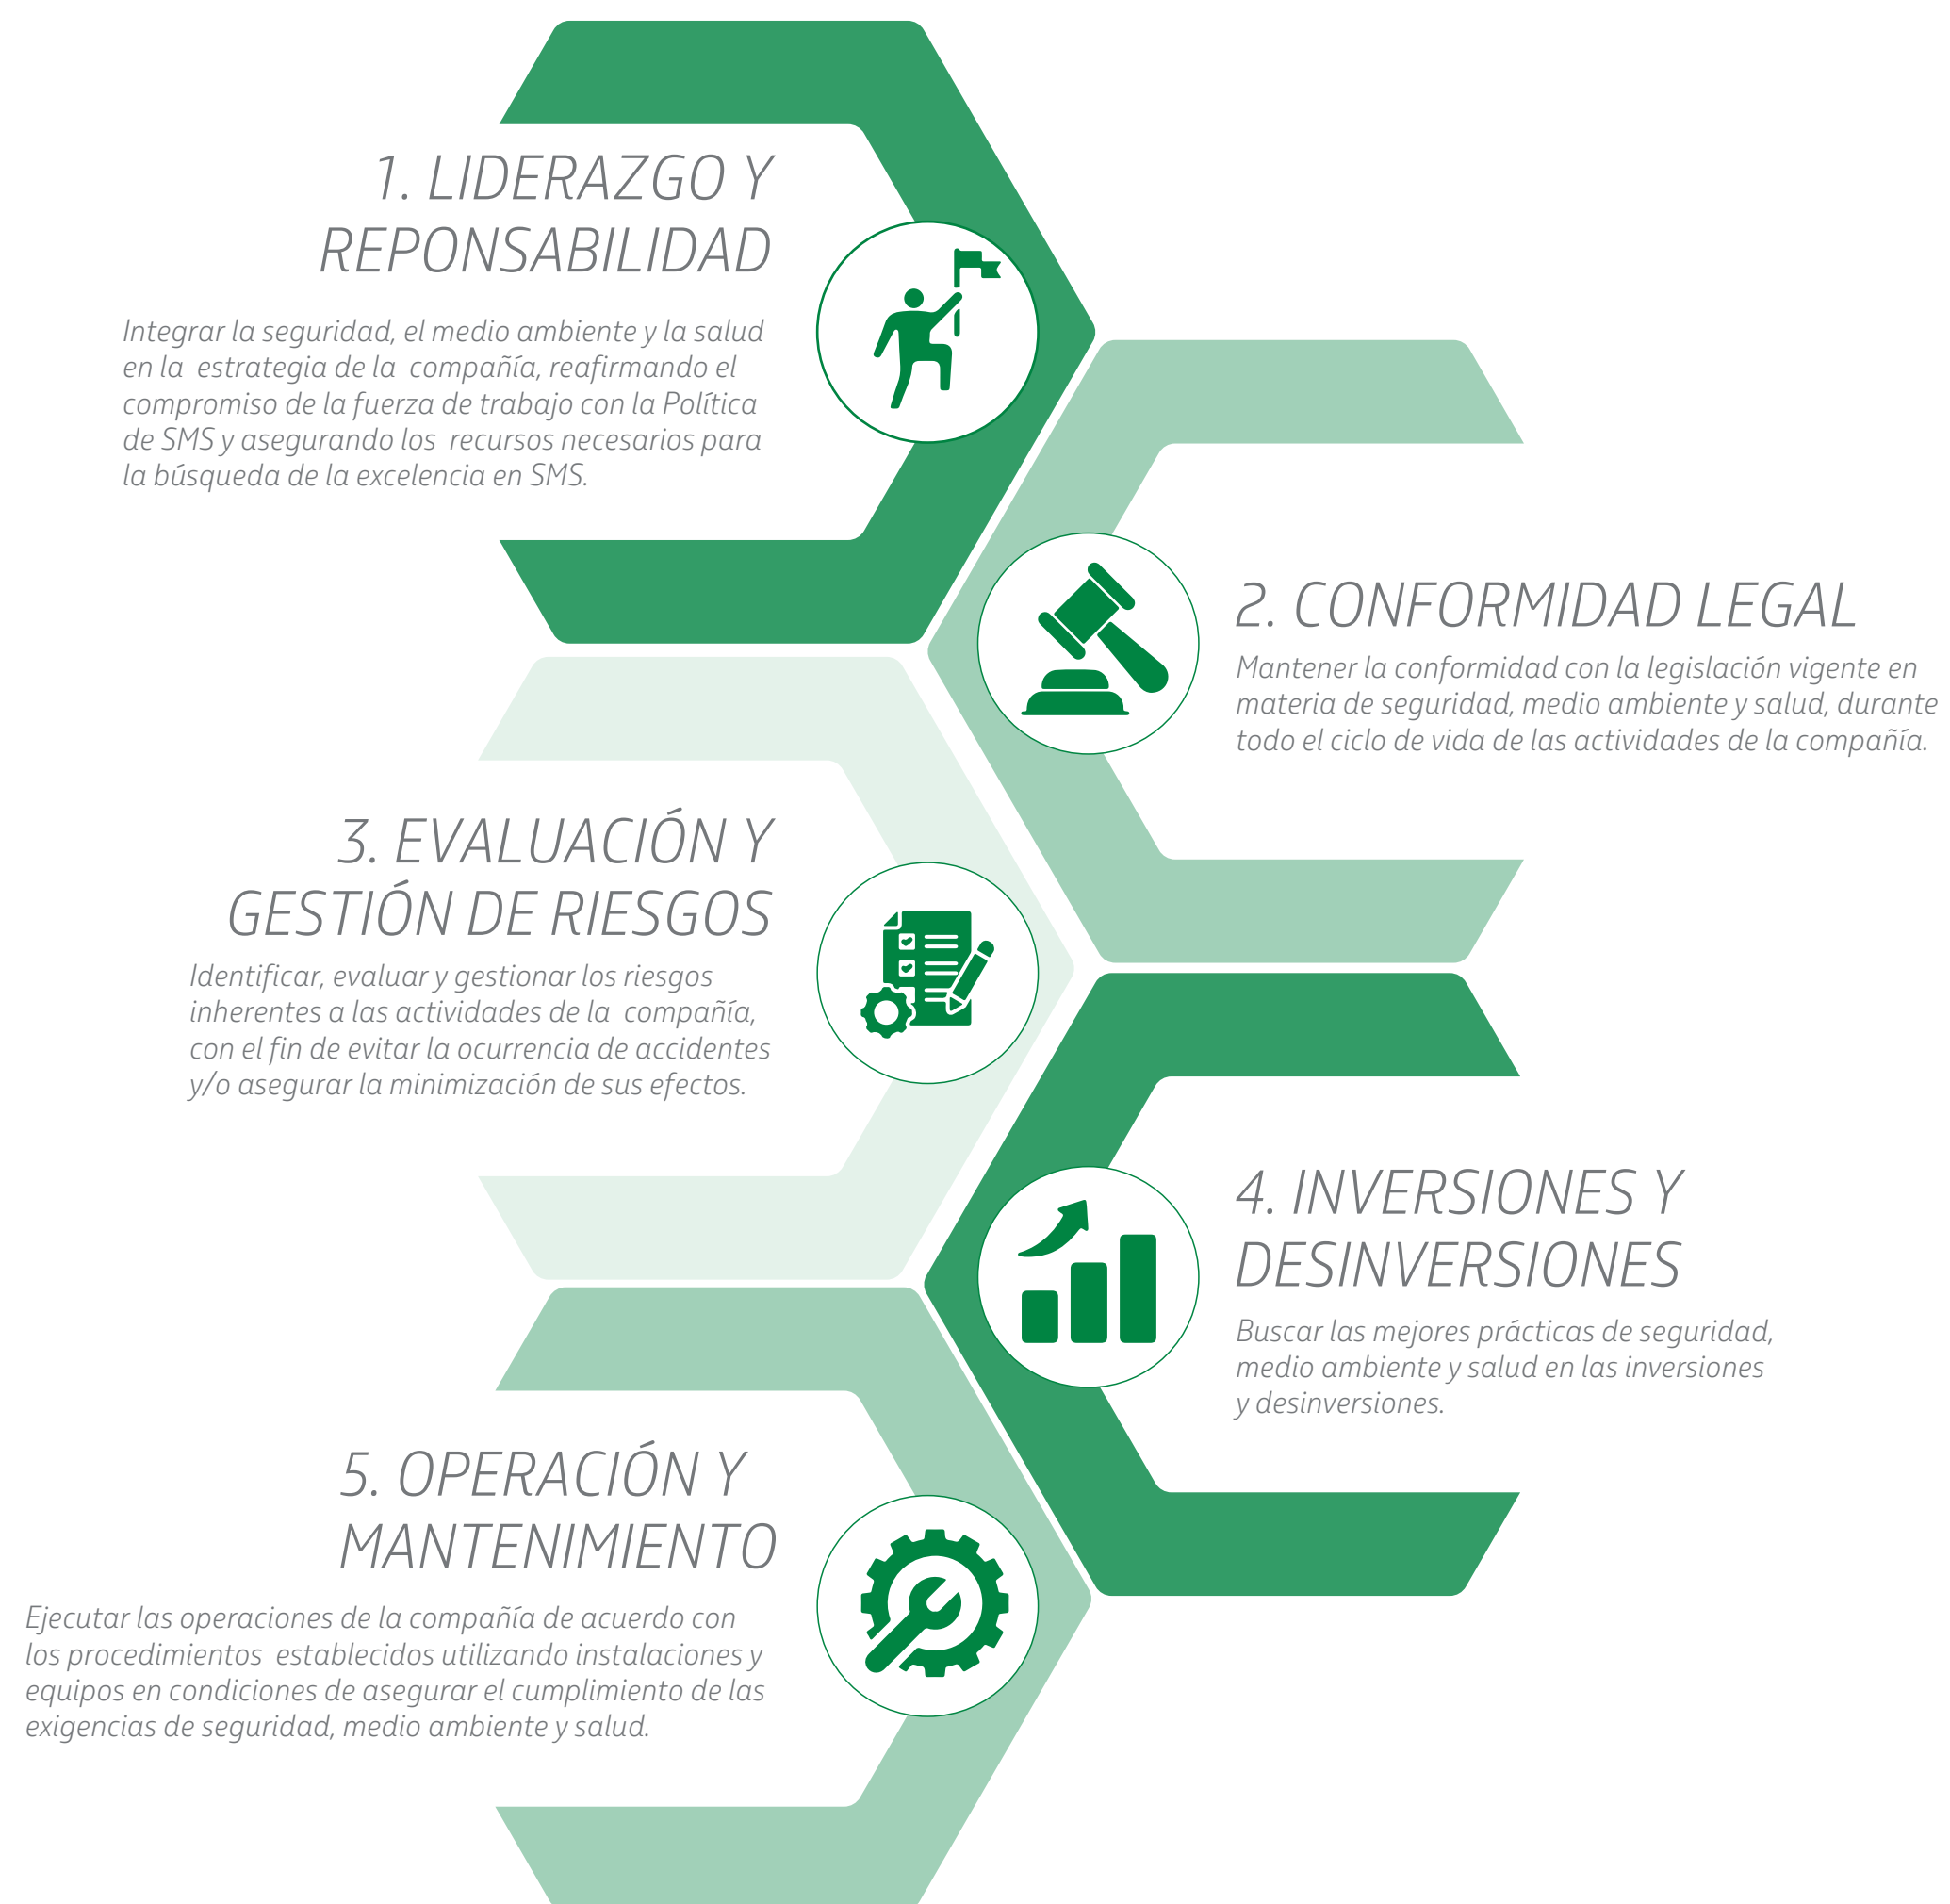 1. LIDERAZGO Y
REPONSABILIDAD
Integrar la seguridad, el medio ambiente y la salud
en la estrategia de la compañía, reafirmando el
compromiso de la fuerza de trabajo con la Política
de SMS y asegurando los recursos necesarios para
la búsqueda de la excelencia en SMS.
2. CONFORMIDAD LEGAL
Mantener la conformidad con la legislación vigente en
materia de seguridad, medio ambiente y salud, durante
todo el ciclo de vida de las actividades de la compañía.
3. EVALUACIÓN Y
GESTIÓN DE RIESGOS
Identificar, evaluar y gestionar los riesgos
inherentes a las actividades de la compañía,
con el fin de evitar la ocurrencia de accidentes
y/o asegurar la minimización de sus efectos.
4. INVERSIONES Y
DESINVERSIONES
Buscar las mejores prácticas de seguridad,
medio ambiente y salud en las inversiones
y desinversiones.
5. OPERACIÓN Y
MANTENIMIENTO
Ejecutar las operaciones de la compañía de acuerdo con
los procedimientos establecidos utilizando instalaciones y
equipos en condiciones de asegurar el cumplimiento de las
exigencias de seguridad, medio ambiente y salud.